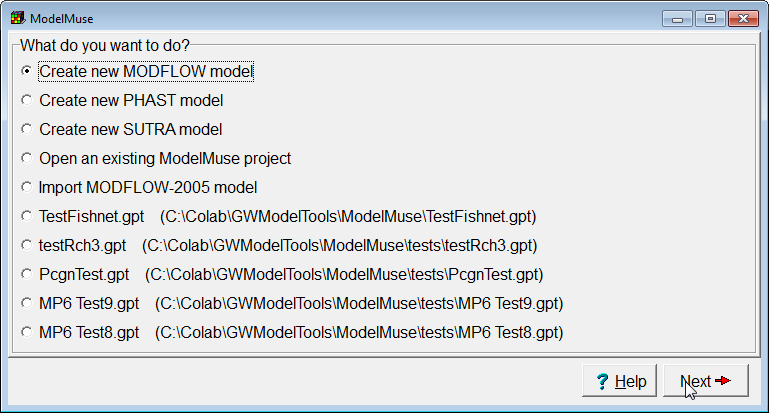 ModelMuse
What do you want to do?
Create new MODFLOW model
Create new PHAST model
Create new SUTRA model
Open an existing ModelMuse project
Import MODFLOW-2005 model
TestFishnet.gpt (C:\Colab\GWModelTools\ModelMuse\TestFishnet.gpt)
testRch3.gpt (C:\Colab\GWModelTools\ModelMuse\tests\testRch3.gpt)
PcgnTest.gpt (C:\Colab\GWModelTools\ModelMuse\tests\PcgnTest.gpt)
MP6 Test9.gpt (C:\Colab\GWModelTools\ModelMuse\tests\MP6 Test9.gpt)
MP6 Test8.gpt (C:\Colab\GWModelTools\ModelMuse\tests\MP6 Test8.gpt)
? Help Next